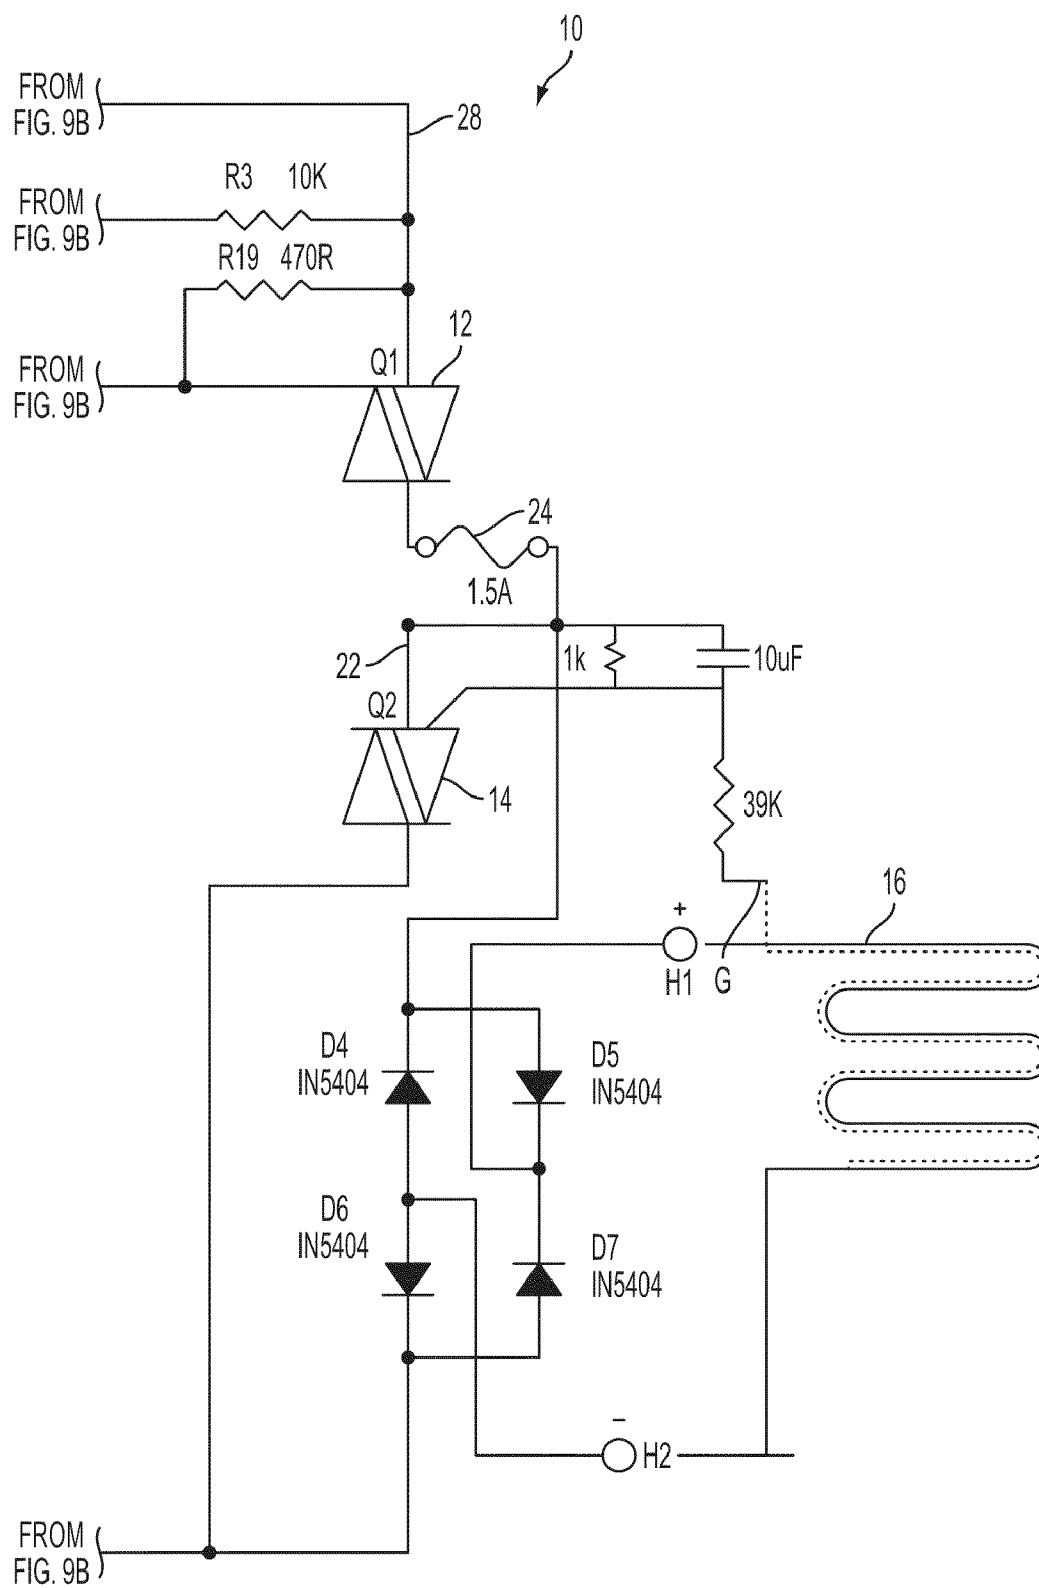 10
FROM
FIG. 9B
28
R3 10K
FROM
FIG. 9B
R19 470R
12
Q1
FROM
FIG. 9B
24
1.5A
22
1k
10uF
Q2
14
39K
16
+
H1
G
D4
IN5404
D5
IN5404
D6
IN5404
D7
IN5404
−
H2
FROM
FIG. 9B